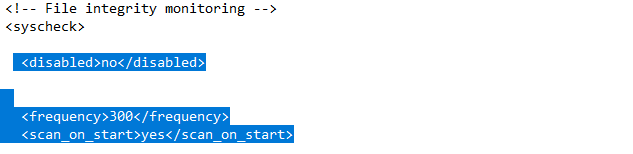 <!-- File integrity monitoring -->
<syscheck>
<disabled>no</disabled>
<frequency>300</frequency>
<scan_on_start>yes</scan_on_start>